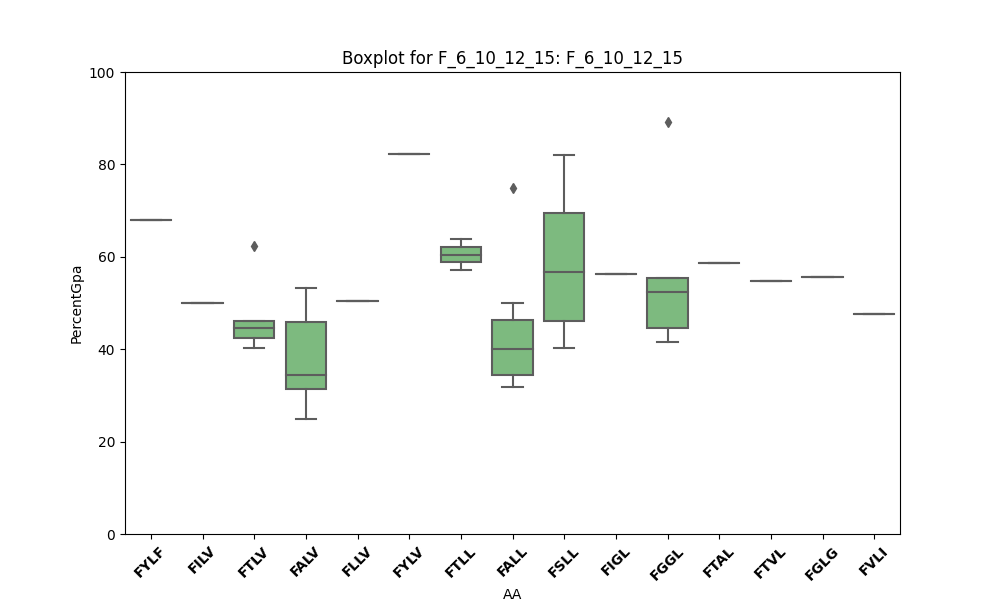 Boxplot for F_6_10_12_15: F_6_10_12_15
100
80
60
40
20
0
PercentGpa
FYLF
FILV
FTLV
FALV
FLLV
FYLV
FTLL
FALL
FSLL
FIGL
FGGL
FTAL
FTVL
FGLG
FVLI
AA